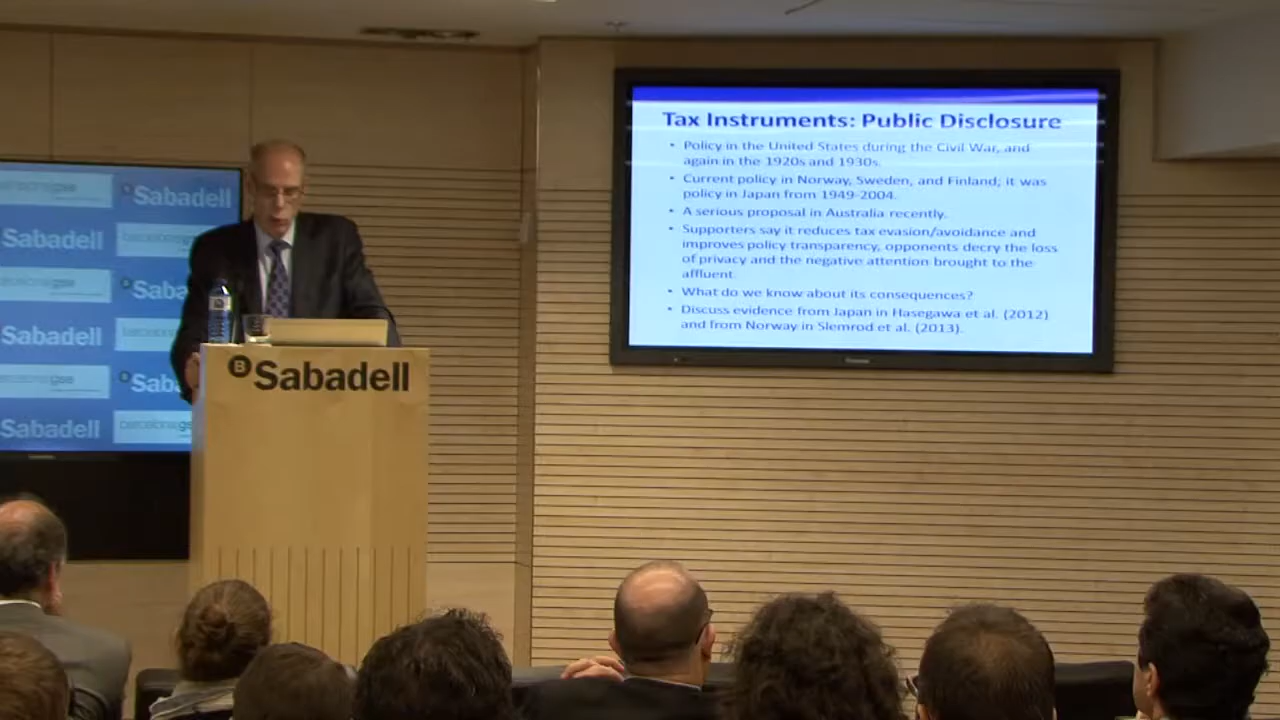 Tax Instruments: Public Disclosure
• Policy in the United States during the Civil War, and
again in the 1920s and 1930s.
• Current policy in Norway, Sweden, and Finland; it was
policy in Japan from 1949-2004.
• A serious proposal in Australia recently.
• Supporters say it reduces tax evasion/avoidance and
improves policy transparency, opponents decry the loss
of privacy and the negative attention brought to the
affluent.
• What do we know about its consequences?
• Discuss evidence from Japan in Hasegawa et al. (2012)
and from Norway in Slemrod et al. (2013).
B Sabadell
Sabadell
Sabadell
Saba
Sabadell
Saba
Sabadell